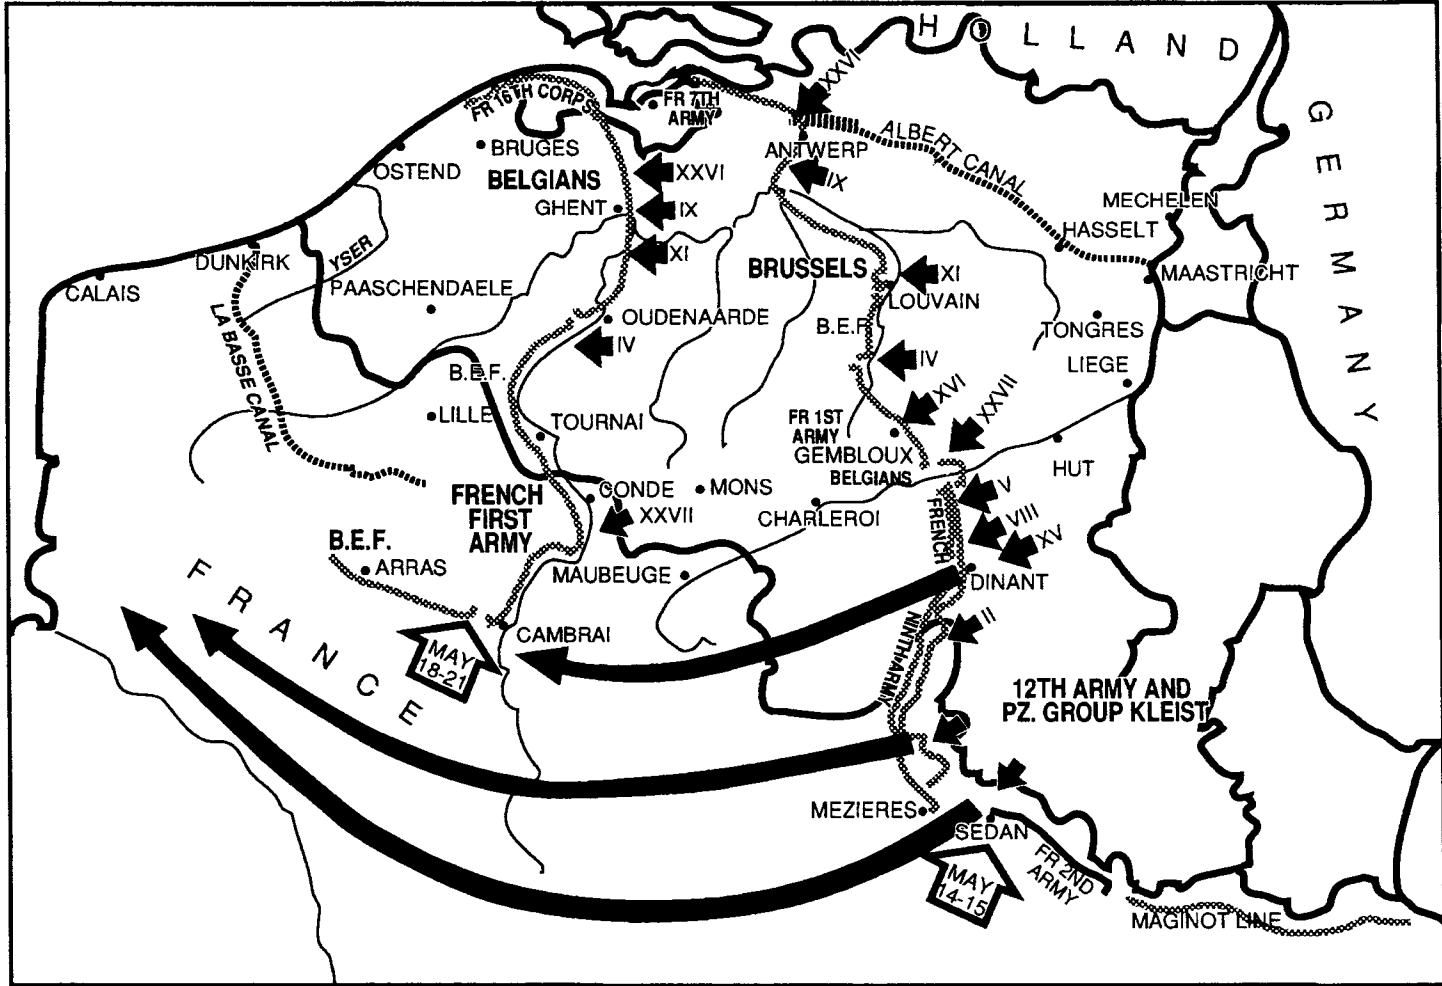 HOLLAND
GERMANY
FRANCE
XXVI
FR 16TH CORPS
FR 7TH
ARMY
ALBERT CANAL
ANTWERP
BRUGES
OSTEND
BELGIANS
XXVI
IX
GHENT
IX
MECHELEN
HASSELT
DUNKIRK
YSER
XI
BRUSSELS
XI
MAASTRICHT
CALAIS
PAASCHENDAELE
LOUVAIN
LA BASSE CANAL
OUDENAARDE
B.E.F.
TONGRES
IV
IV
LIEGE
B.E.F.
XVI
XXVII
LILLE
TOURNAI
FR 1ST
ARMY
GEMBLOUX
BELGIANS
HUT
FRENCH
FIRST
ARMY
CONDE
MONS
XXVII
CHARLEROI
V
VIII
XV
FRENCH
NINTH ARMY
B.E.F.
ARRAS
MAUBEUGE
DINANT
II
CAMBRAI
MAY
18-21
12TH ARMY AND
PZ. GROUP KLEIST
MEZIERES
SEDAN
FR 2ND
ARMY
MAY
14-15
MAGINOT LINE